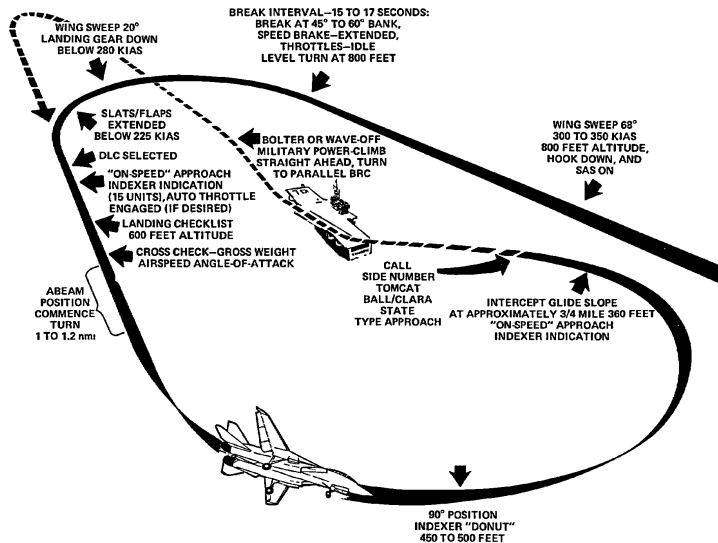 BREAK INTERVAL–15 TO 17 SECONDS:
BREAK AT 45° TO 60° BANK,
SPEED BRAKE–EXTENDED,
THROTTLES–IDLE
LEVEL TURN AT 800 FEET
WING SWEEP 20°
LANDING GEAR DOWN
BELOW 280 KIAS
SLATS/FLAPS
EXTENDED
BELOW 225 KIAS
DLC SELECTED
"ON-SPEED" APPROACH
INDEXER INDICATION
(15 UNITS),AUTO THROTTLE
ENGAGED (IF DESIRED)
LANDING CHECKLIST
600 FEET ALTITUDE
CROSS CHECK–GROSS WEIGHT
AIRSPEED ANGLE-OF-ATTACK
ABEAM
POSITION
COMMENCE
TURN
1 TO 1.2 nmi
BOLTER OR WAVE-OFF
MILITARY POWER-CLIMB
STRAIGHT AHEAD, TURN
TO PARALLEL BRC
WING SWEEP 68°
300 TO 350 KIAS
800 FEET ALTITUDE,
HOOK DOWN, AND
SAS ON
CALL
SIDE NUMBER
TOMCAT
BALL/CLARA
STATE
TYPE APPROACH
INTERCEPT GLIDE SLOPE
AT APPROXIMATELY 3/4 MILE 360 FEET
"ON-SPEED" APPROACH
INDEXER INDICATION
90° POSITION
INDEXER "DONUT"
450 TO 500 FEET